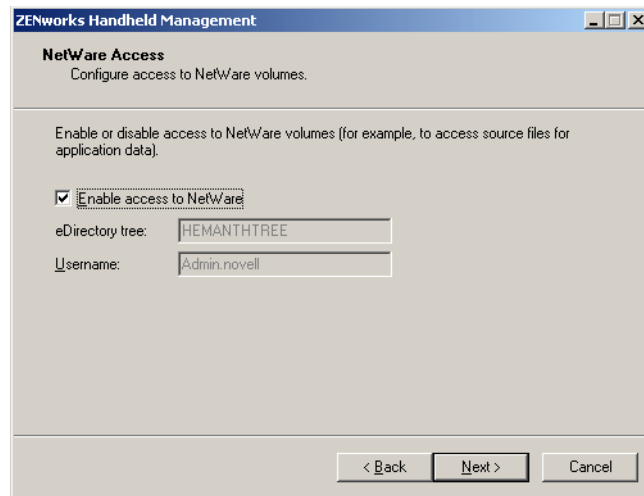 ZENworks Handheld Management
NetWare Access
Configure access to NetWare volumes.
Enable or disable access to NetWare volumes (for example, to access source files for
application data).
Enable access to NetWare
eDirectory tree: HEMANTHTREE
Username: Admin.novell
< Back Next > Cancel